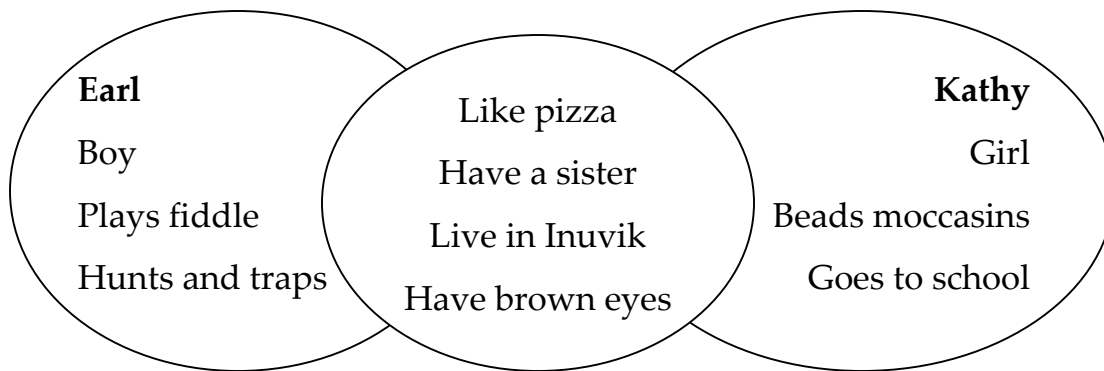 Earl
Boy
Plays fiddle
Hunts and traps
Like pizza
Have a sister
Live in Inuvik
Have brown eyes
Kathy
Girl
Beads moccasins
Goes to school